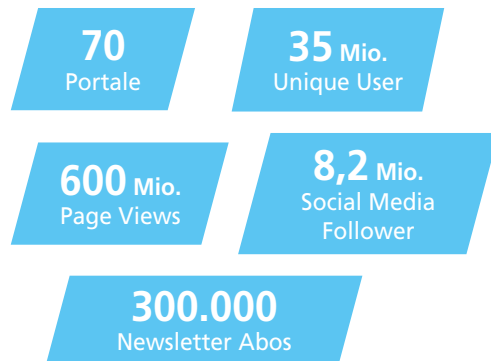 70
Portale
35 Mio.
Unique User
600 Mio.
Page Views
8,2 Mio.
Social Media
Follower
300.000
Newsletter Abos